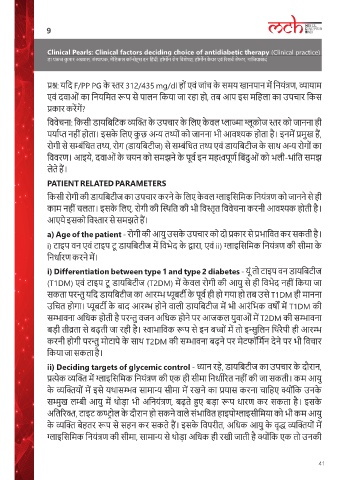 9
mch
Clinical Pearls: Clinical factors deciding choice of antidiabetic therapy (Clinical practice)
प्रश्न: यदि F/PP PG के स्तर 312/435 mg/dl हों एवं जांच के समय खानपान में नियंत्रण, व्यायाम
एवं दवाओं का नियमित रूप से पालन किया जा रहा हो, तब आप इस महिला का उपचार किस
प्रकार करेंगे?
विवेचना: किसी डायबिटिक व्यक्ति के उपचार के लिए केवल प्लाज्मा ग्लूकोज स्तर को जानना ही
पर्याप्त नहीं होता। इसके लिए कुछ अन्य तथ्यों को जानना भी आवश्यक होता है। इनमें प्रमुख हैं,
रोगी से सम्बंधित तथ्य, रोग (डायबिटीज) से सम्बंधित तथ्य एवं डायबिटीज के साथ अन्य रोगों का
विवरण। आइये, दवाओं के चयन को समझने के पूर्व इन महत्वपूर्ण बिंदुओं को भली-भांति समझ
लेते हैं।
PATIENT RELATED PARAMETERS
किसी रोगी की डायबिटीज का उपचार करने के लिए केवल ग्लाइसिमिक नियंत्रण को जानने से ही
काम नहीं चलता। इसके लिए, रोगी की स्थिति की भी विस्तृत विवेचना करनी आवश्यक होती है।
आएये इसको विस्तार से समझते हैं।
a) Age of the patient - रोगी की आयु उसके उपचार को दो प्रकार से प्रभावित कर सकती है।
i) टाइप वन एवं टाइप टू डायबिटीज में विभेद के द्वारा, एवं ii) ग्लाइसिमिक नियंत्रण की सीमा के
निर्धारण करने में।
i) Differentiation between type 1 and type 2 diabetes - यूं तो टाइप वन डायबिटीज
(T1DM) एवं टाइप टू डायबिटीज (T2DM) में केवल रोगी की आयु से ही विभेद नहीं किया जा
सकता परन्तु यदि डायबिटीज का आरम्भ प्यूबर्टी के पूर्व ही हो गया हो तब उसे T1DM ही मानना
उचित होगा। प्यूबर्टी के बाद आरम्भ होने वाली डायबिटीज में भी आरंभिक वर्षों में T1DM की
सम्भावना अधिक होती है परन्तु वजन अधिक होने पर आजकल युवाओं में T2DM की सम्भावना
बड़ी तीव्रता से बढ़ती जा रही है। स्वाभाविक रूप से इन बच्चों में तो इन्सुलिन थिरैपी ही आरम्भ
करनी होगी परन्तु मोटापे के साथ T2DM की सम्भावना बढ़ने पर मेटफॉर्मिन देने पर भी विचार
किया जा सकता है।
ii) Deciding targets of glycemic control - ध्यान रहे, डायबिटीज का उपचार के दौरान,
प्रत्येक व्यक्ति में ग्लाइसिमिक नियंत्रण की एक ही सीमा निर्धारित नहीं की जा सकती। कम आयु
के व्यक्तियों में इसे यथासम्भव सामान्य सीमा में रखने का प्रयास करना चाहिए क्योंकि उनके
सम्मुख लम्बी आयु में थोड़ा भी अनियंत्रण, बढ़ते हुए बड़ा रूप धारण कर सकता है। इसके
अतिरिक्त, टाइट कण्ट्रोल के दौरान हो सकने वाले संभावित हाइपोग्लाइसीमिया को भी कम आयु
के व्यक्ति बेहतर रूप से सहन कर सकते हैं। इसके विपरीत, अधिक आयु के वृद्ध व्यक्तियों में
ग्लाइसिमिक नियंत्रण की सीमा, सामान्य से थोड़ा अधिक ही रखी जाती है क्योंकि एक तो उनकी
41